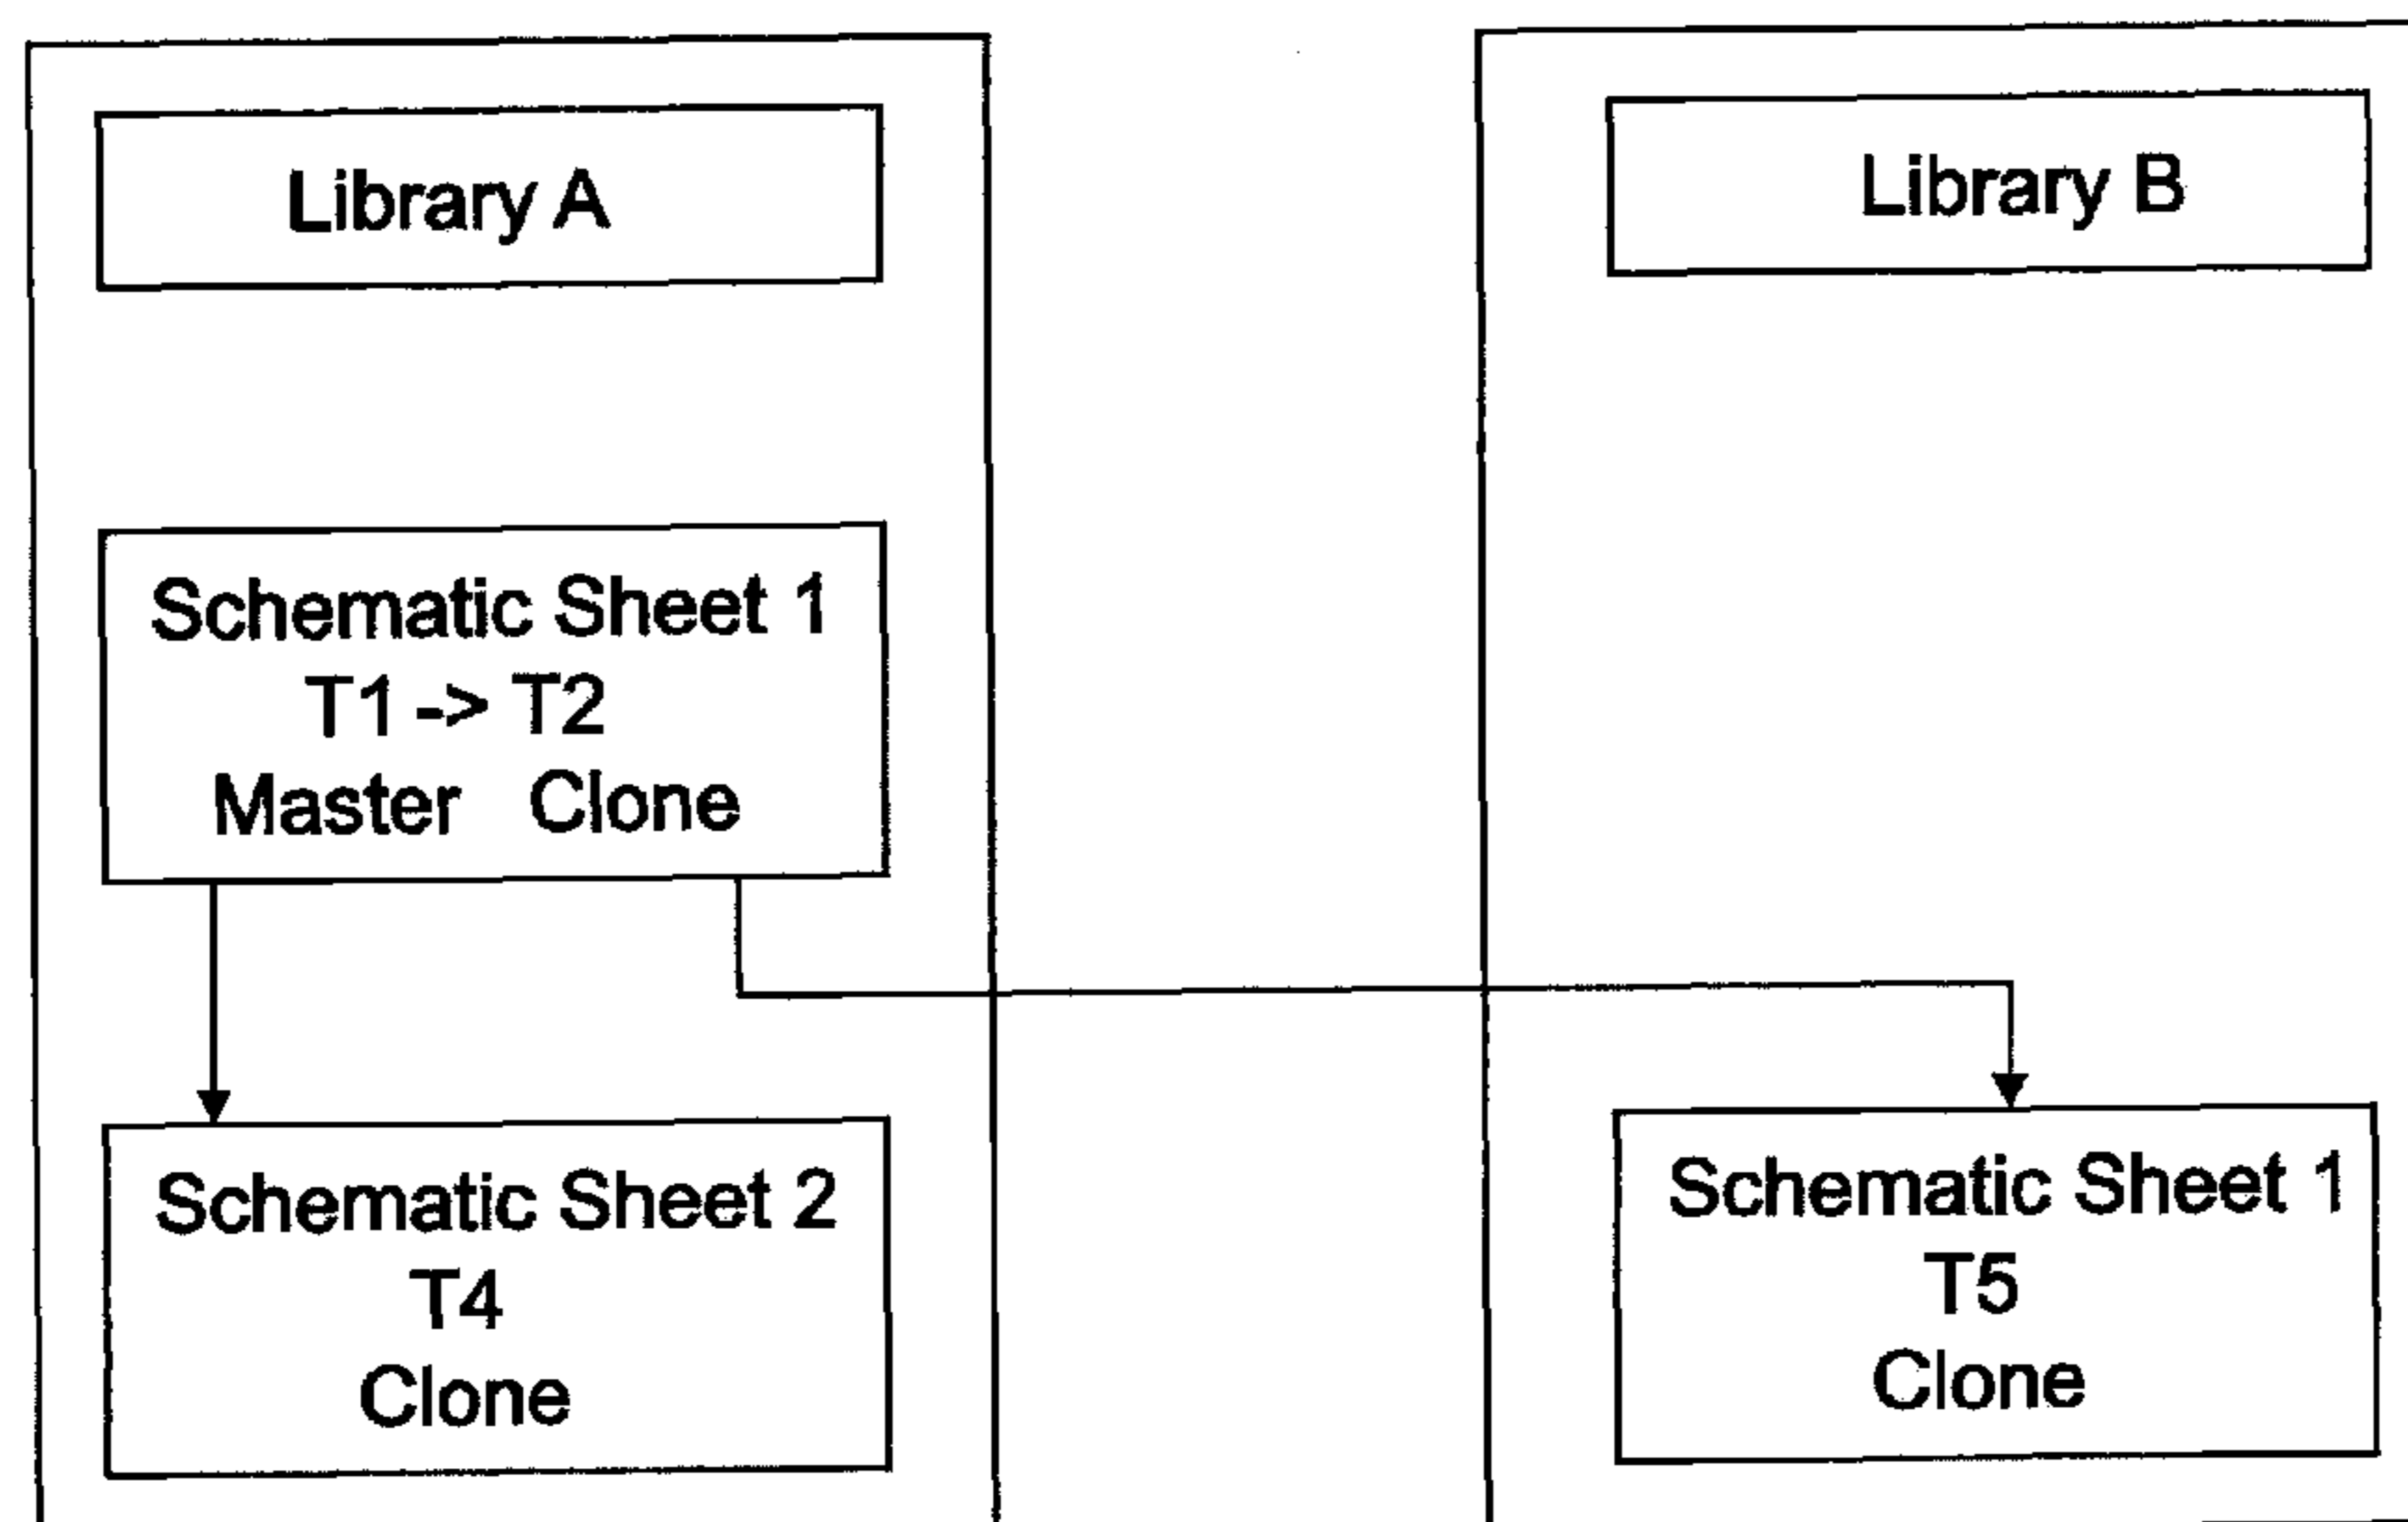 Library A
Library B
Schematic Sheet 1
T1 -> T2
Master Clone
Schematic Sheet 2
T4
Clone
Schematic Sheet 1
T5
Clone